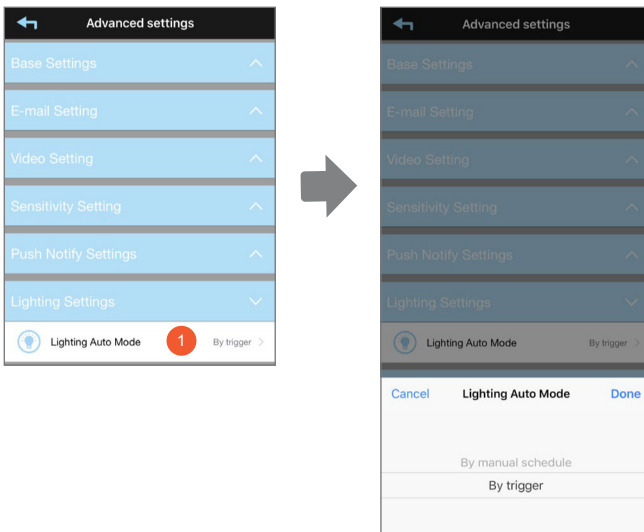 Advanced settings
Base Settings
E-mail Setting
Video Setting
Sensitivity Setting
Push Notify Settings
Lighting Settings
Lighting Auto Mode 1 By trigger
Advanced settings
Base Settings
E-mail Setting
Video Setting
Sensitivity Setting
Push Notify Settings
Lighting Settings
Lighting Auto Mode By trigger
Cancel Lighting Auto Mode Done
By manual schedule
By trigger